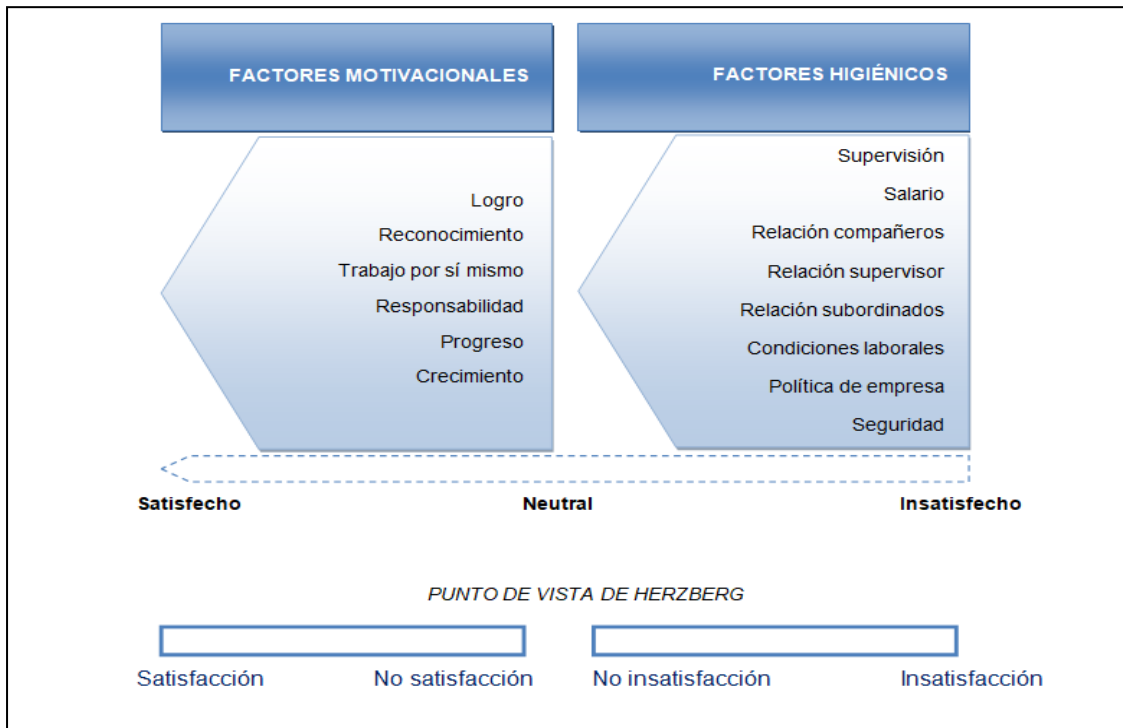 FACTORES MOTIVACIONALES
FACTORES HIGIÉNICOS
Logro
Reconocimiento
Trabajo por sí mismo
Responsabilidad
Progreso
Crecimiento
Supervisión
Salario
Relación compañeros
Relación supervisor
Relación subordinados
Condiciones laborales
Política de empresa
Seguridad
Satisfecho
Neutral
Insatisfecho
PUNTO DE VISTA DE HERZBERG
Satisfacción
No satisfacción
No insatisfacción
Insatisfacción